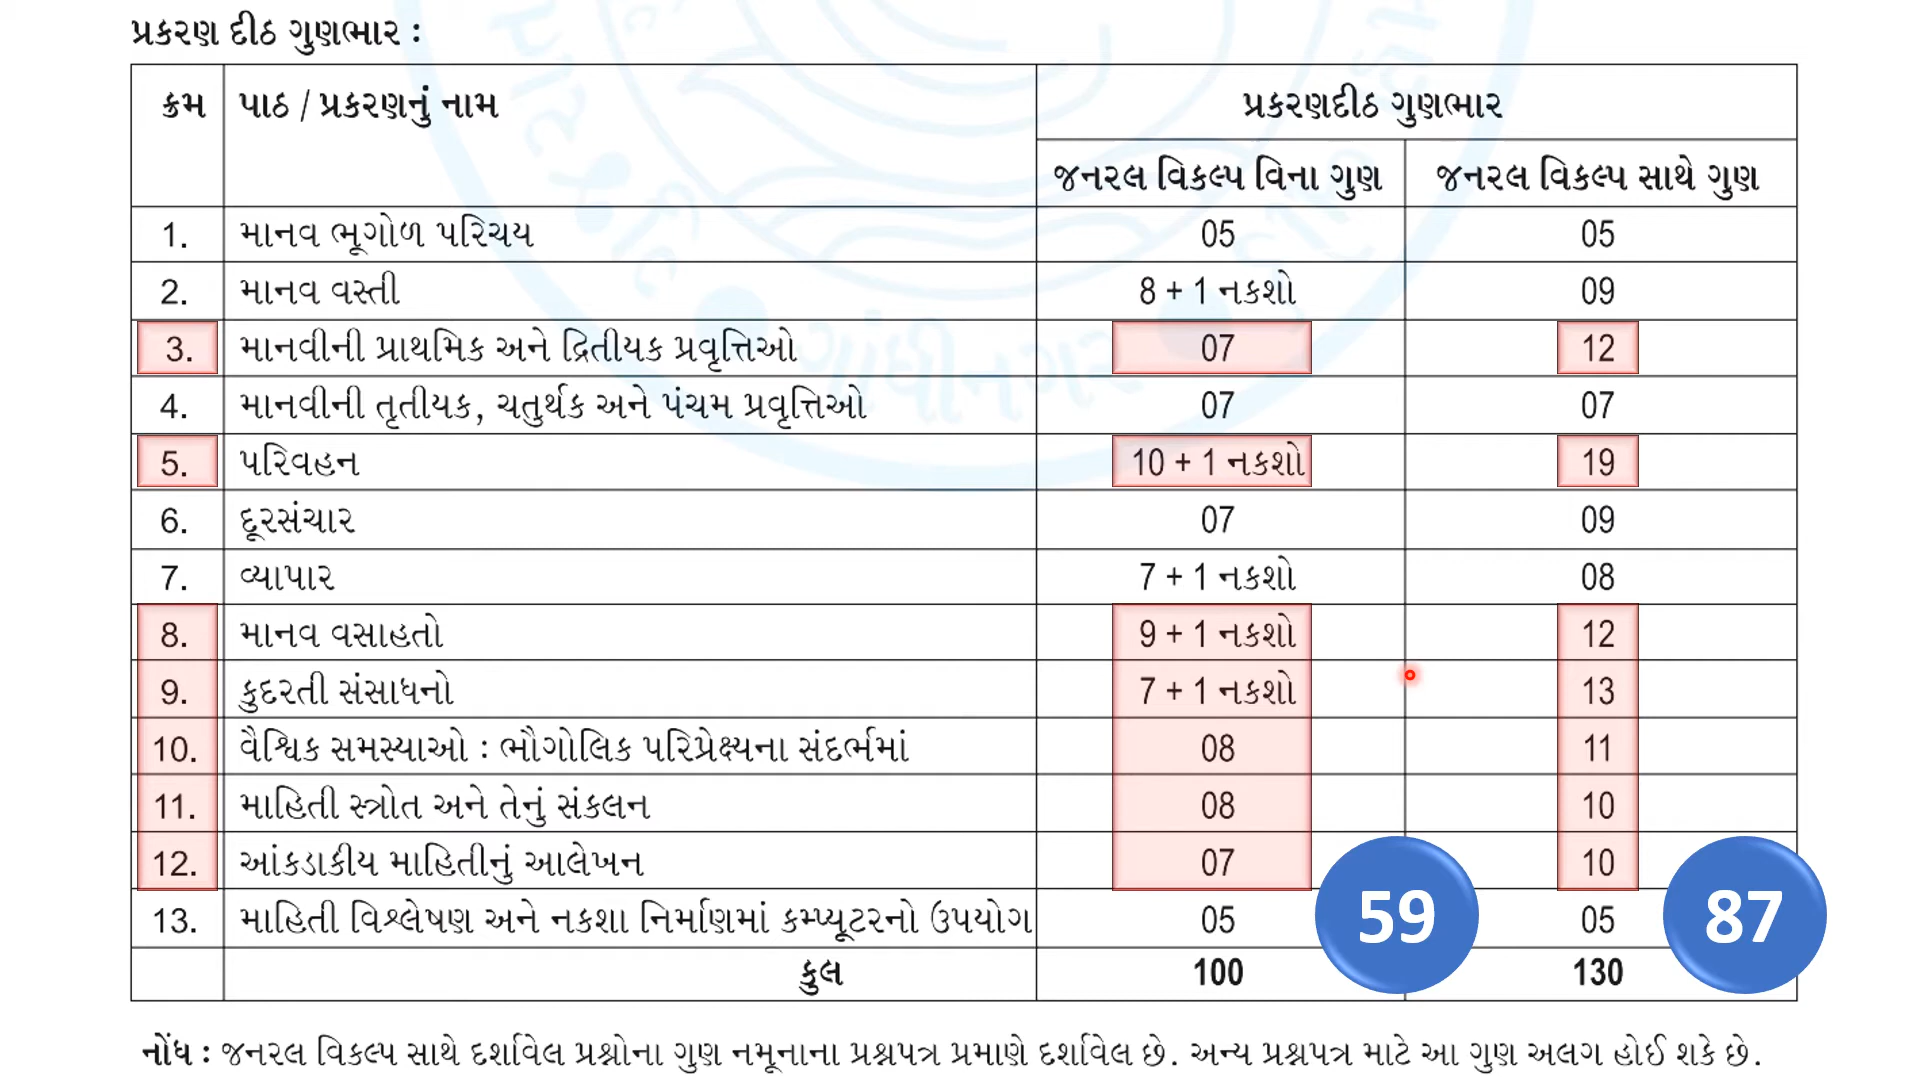 પ્રકરણ દીઠ ગુણભાર :
ક્રમ પાઠ / પ્રકરણનું નામ પ્રકરણદીઠ ગુણભાર
જનરલ વિકલ્પ વિના ગુણ જનરલ વિકલ્પ સાથે ગુણ
1. માનવ ભૂગોળ પરિચય 05 05
2. માનવ વસ્તી 8 + 1 નકશો 09
3. માનવીની પ્રાથમિક અને દ્વિતીયક પ્રવૃત્તિઓ 07 12
4. માનવીની તૃતીયક, ચતુર્થક અને પંચમ પ્રવૃત્તિઓ 07 07
5. પરિવહન 10 + 1 નકશો 19
6. દૂરસંચાર 07 09
7. વ્યાપાર 7 + 1 નકશો 08
8. માનવ વસાહતો 9 + 1 નકશો 12
9. કુદરતી સંસાધનો 7 + 1 નકશો 13
10. વૈશ્વિક સમસ્યાઓ : ભૌગોલિક પરિપ્રેક્ષ્યના સંદર્ભમાં 08 11
11. માહિતી સ્ત્રોત અને તેનું સંકલન 08 10
12. આંકડાકીય માહિતીનું આલેખન 07 10
13. માહિતી વિશ્લેષણ અને નકશા નિર્માણમાં કમ્પ્યૂટરનો ઉપયોગ 05 59 05 87
કુલ 100 130
નોંધ : જનરલ વિકલ્પ સાથે દર્શાવેલ પ્રશ્નોના ગુણ નમૂનાના પ્રશ્નપત્ર પ્રમાણે દર્શાવેલ છે. અન્ય પ્રશ્નપત્ર માટે આ ગુણ અલગ હોઈ શકે છે.
ગાંધીનગર